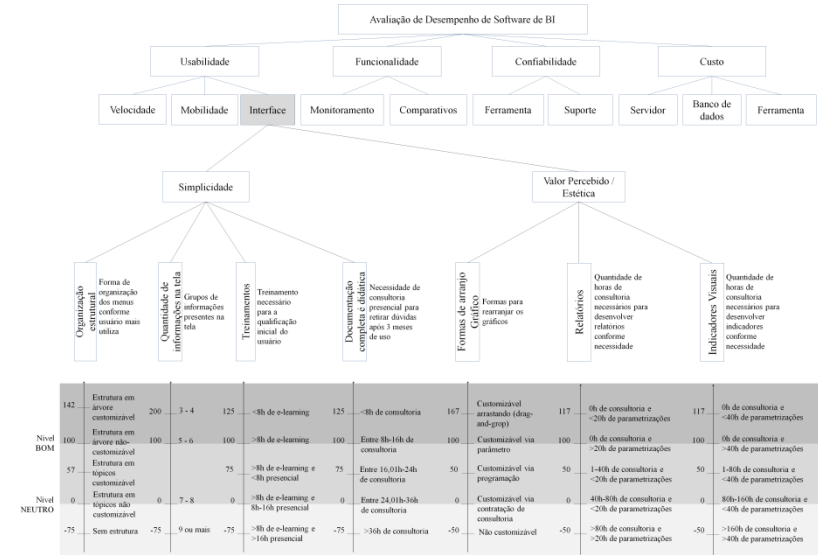 Avaliação de Desempenho de Software de BI
Usabilidade
Funcionalidade
Confiabilidade
Custo
Velocidade
Mobilidade
Interface
Monitoramento
Comparativos
Ferramenta
Suporte
Servidor
Banco de
dados
Ferramenta
Simplicidade
Valor Percebido /
Estética
Organização
estrutural
Forma de
organização
dos menus
conforme
usuário mais
utiliza
Quantidade de
informações na tela
Grupos de
informações
presentes na
tela
Treinamentos
Treinamento
necessário
para a
qualificação
inicial do
usuário
Documentação
completa e didática
Necessidade de
consultoria
presencial para
retirar dúvidas
após 3 meses
de uso
Formas de arranjo
Gráfico
Formas para
rearranjar os
gráficos
Relatórios
Quantidade de
horas de
consultoria
necessários para
desenvolver
relatórios
conforme
necessidade
Indicadores Visuais
Quantidade de
horas de
consultoria
necessários para
desenvolver
indicadores
conforme
necessidade
Nivel
BOM
Nivel
NEUTRO
142
Estrutura em
árvore
customizável
100
Estrutura em
árvore não-
customizável
57
Estrutura em
tópicos
customizável
0
Estrutura em
tópicos não
customizável
-75
Sem estrutura
200
3 - 4
100
5 - 6
0
7 - 8
-75
9 ou mais
125
<8h de e-learning
100
>8h de e-learning
75
>8h de e-learning e
<8h presencial
0
>8h de e-learning e
8h-16h presencial
-75
>8h de e-learning e
>16h presencial
125
<8h de consultoria
100
Entre 8h-16h de
consultoria
75
Entre 16,01h-24h
de consultoria
0
Entre 24,01h-36h
de consultoria
-75
>36h de consultoria
167
Customizável
arrastando (drag-
and-grop)
100
Customizável via
parâmetro
50
Customizável via
programação
0
Customizável via
contratação de
consultoria
-50
Não customizável
117
0h de consultoria e
<20h de parametrizações
100
0h de consultoria e
>20h de parametrizações
50
1-40h de consultoria e
<20h de parametrizações
0
40h-80h de consultoria e
<20h de parametrizações
-50
>80h de consultoria e
>20h de parametrizações
117
0h de consultoria e
<40h de parametrizações
100
0h de consultoria e
>40h de parametrizações
50
1-80h de consultoria e
<40h de parametrizações
0
80h-160h de consultoria e
<40h de parametrizações
-50
>160h de consultoria e
>40h de parametrizações